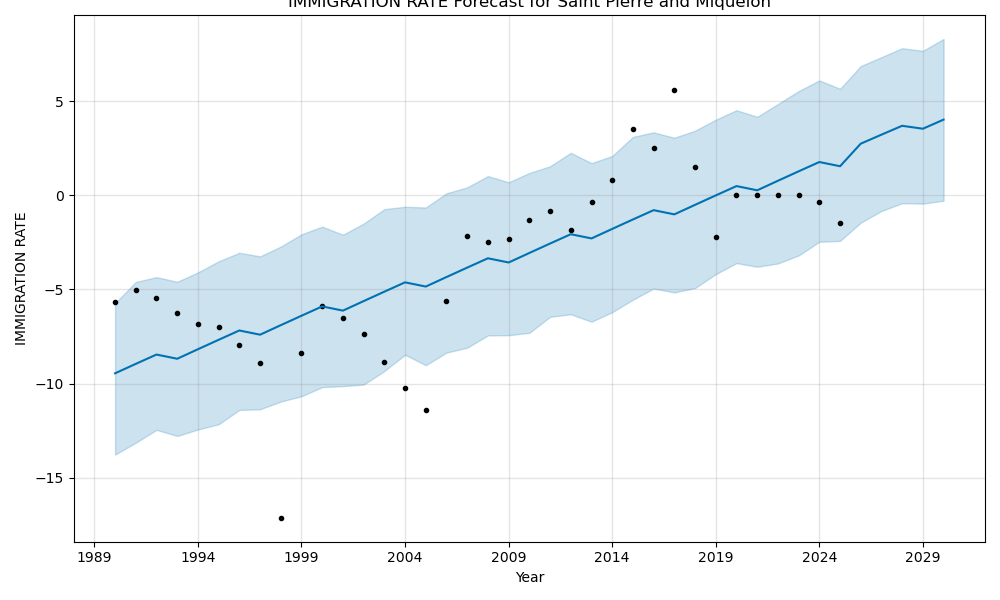 IMMIGRATION RATE Forecast for Saint Pierre and Miquelon
IMMIGRATION RATE
5
0
−5
−10
−15
1989 1994 1999 2004 2009 2014 2019 2024 2029
Year